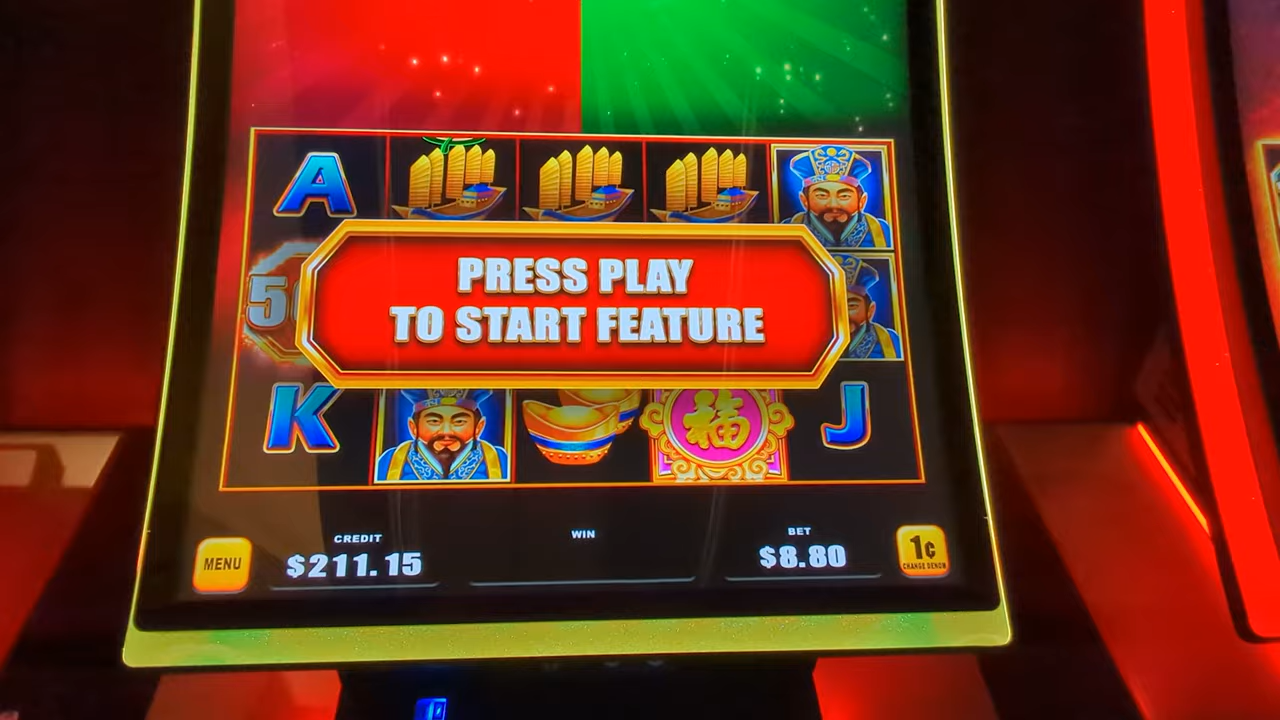 A
PRESS PLAY
TO START FEATURE
K
福
J
CREDIT
WIN
BET
MENU
$211.15
$8.80
1¢
CHANGE DENOM